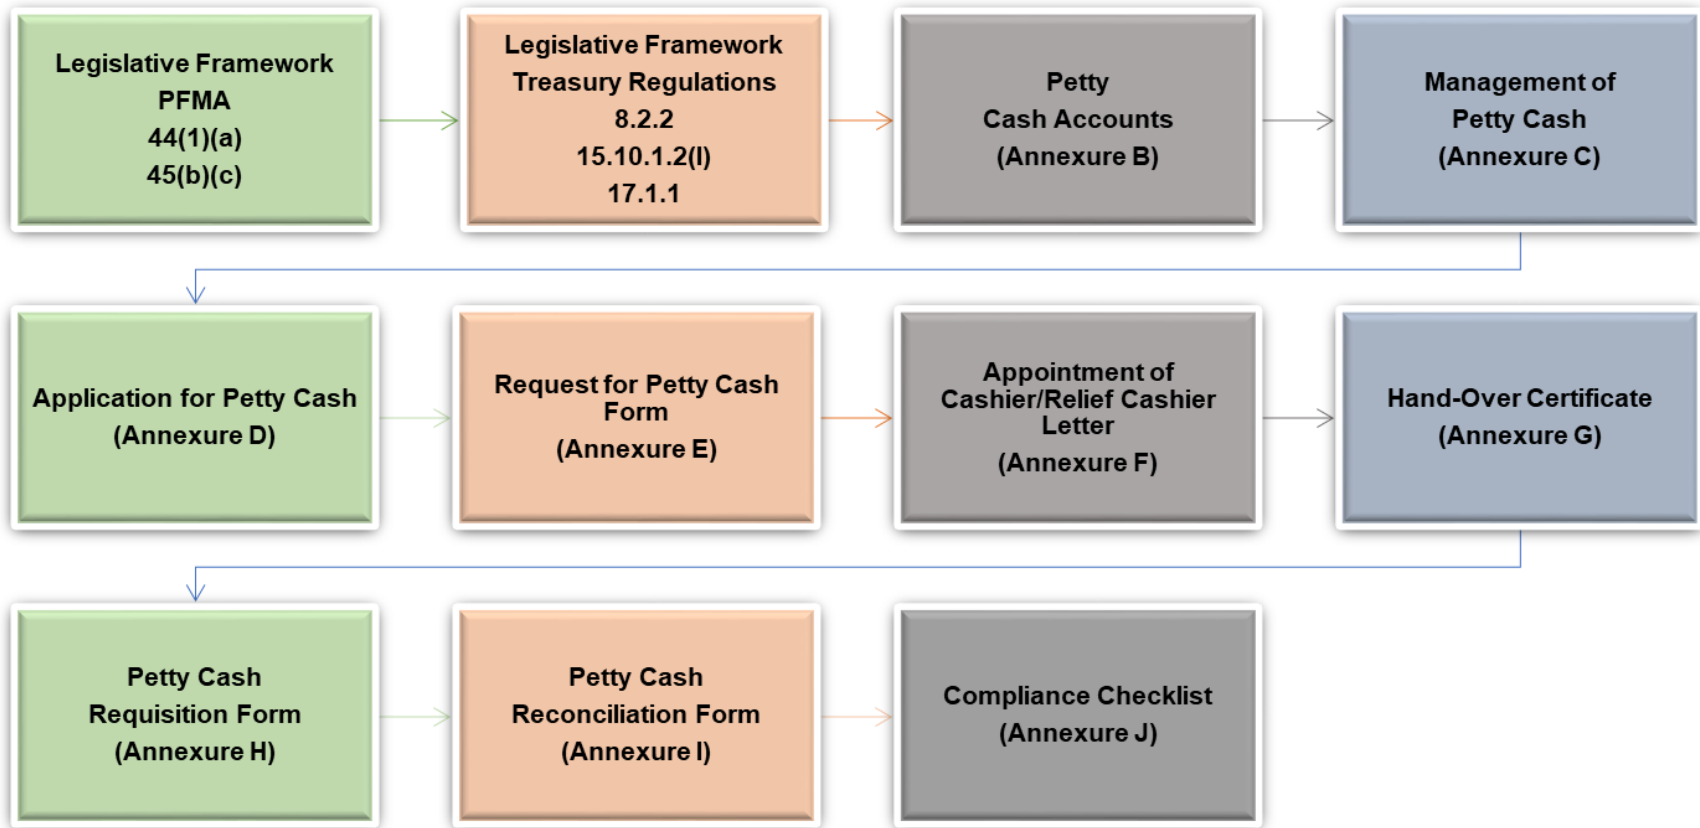 Legislative Framework
PFMA
44(1)(a)
45(b)(c)
Legislative Framework
Treasury Regulations
8.2.2
15.10.1.2(I)
17.1.1
Petty
Cash Accounts
(Annexure B)
Management of
Petty Cash
(Annexure C)
Application for Petty Cash
(Annexure D)
Request for Petty Cash
Form
(Annexure E)
Appointment of
Cashier/Relief Cashier
Letter
(Annexure F)
Hand-Over Certificate
(Annexure G)
Petty Cash
Requisition Form
(Annexure H)
Petty Cash
Reconciliation Form
(Annexure I)
Compliance Checklist
(Annexure J)